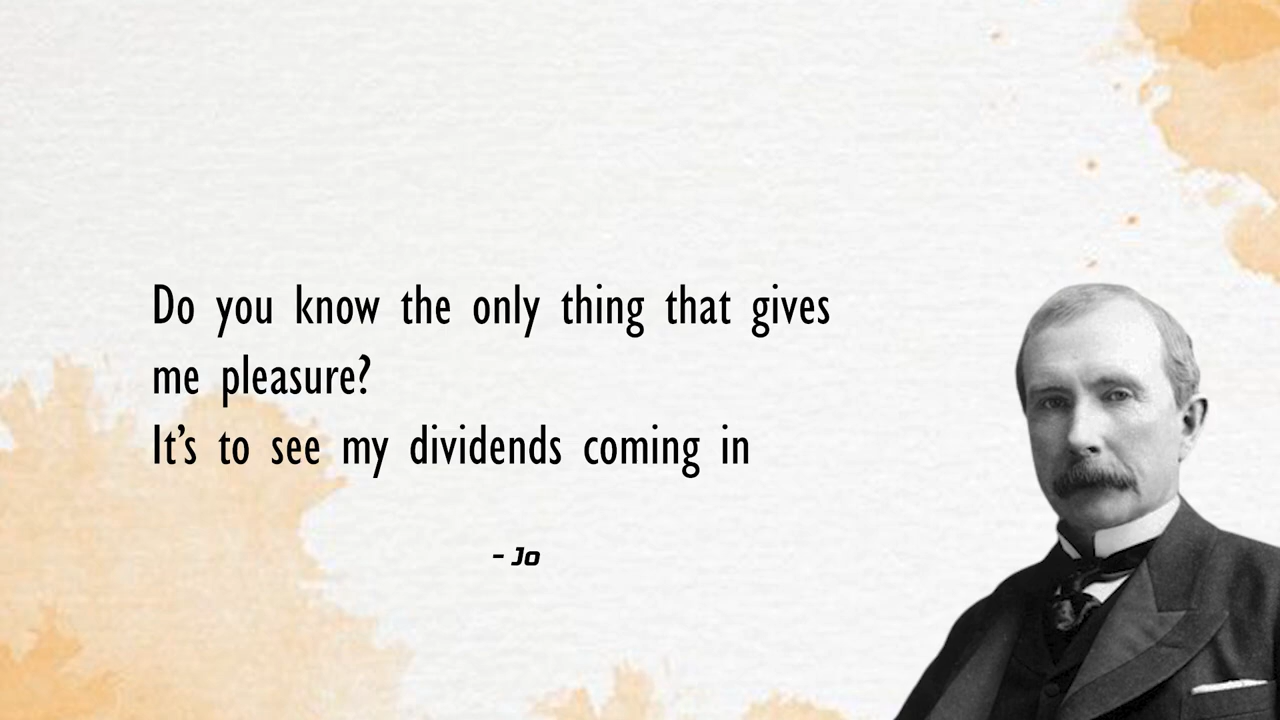 Do you know the only thing that gives
me pleasure?
It’s to see my dividends coming in
- Jo